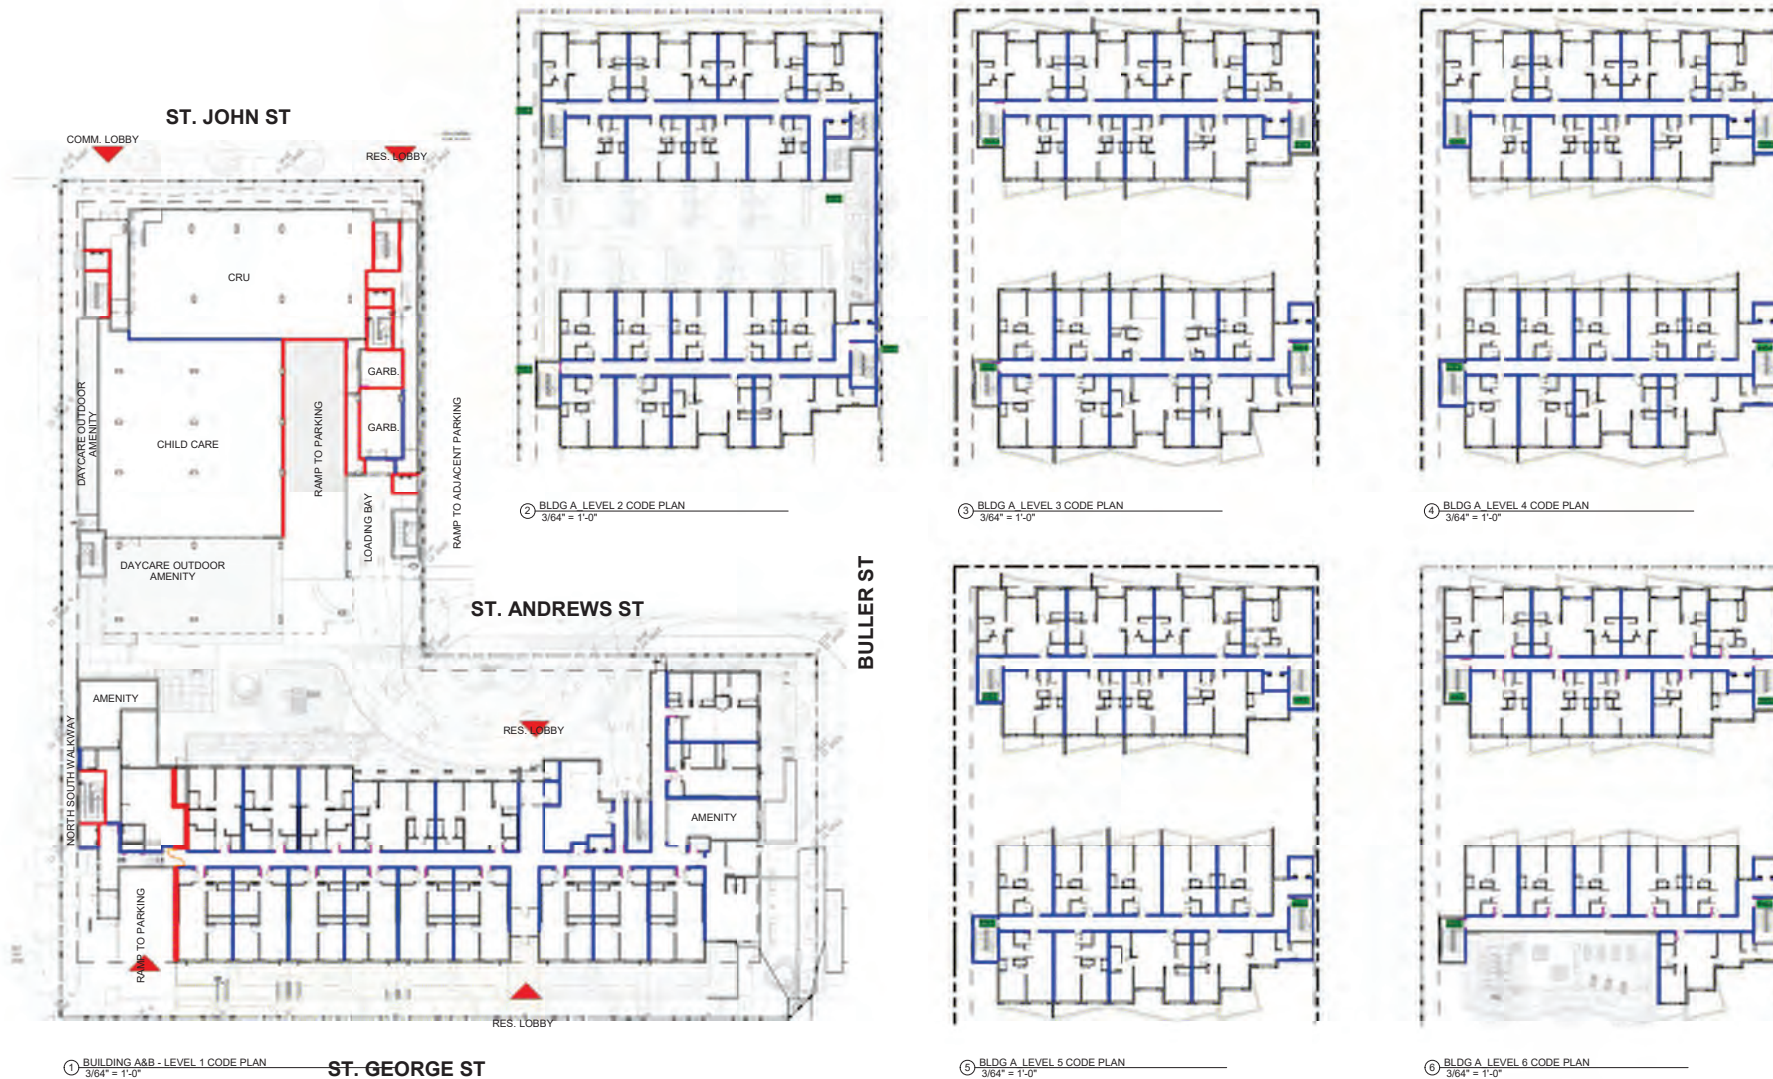 ST. JOHN ST
COMM. LOBBY
RES. LOBBY
CRU
GARB.
GARB.
DAYCARE OUTDOOR
AMENITY
CHILD CARE
RAMP TO PARKING
LOADING BAY
RAMP TO ADJACENT PARKING
DAYCARE OUTDOOR
AMENITY
ST. ANDREWS ST
BULLER ST
AMENITY
NORTH SOUTH WALKWAY
RES. LOBBY
AMENITY
RAMP TO PARKING
RES. LOBBY
1 BUILDING A&B - LEVEL 1 CODE PLAN
3/64" = 1'-0"
ST. GEORGE ST
2 BLDG A_LEVEL 2 CODE PLAN
3/64" = 1'-0"
3 BLDG A_LEVEL 3 CODE PLAN
3/64" = 1'-0"
4 BLDG A_LEVEL 4 CODE PLAN
3/64" = 1'-0"
5 BLDG A_LEVEL 5 CODE PLAN
3/64" = 1'-0"
6 BLDG A_LEVEL 6 CODE PLAN
3/64" = 1'-0"